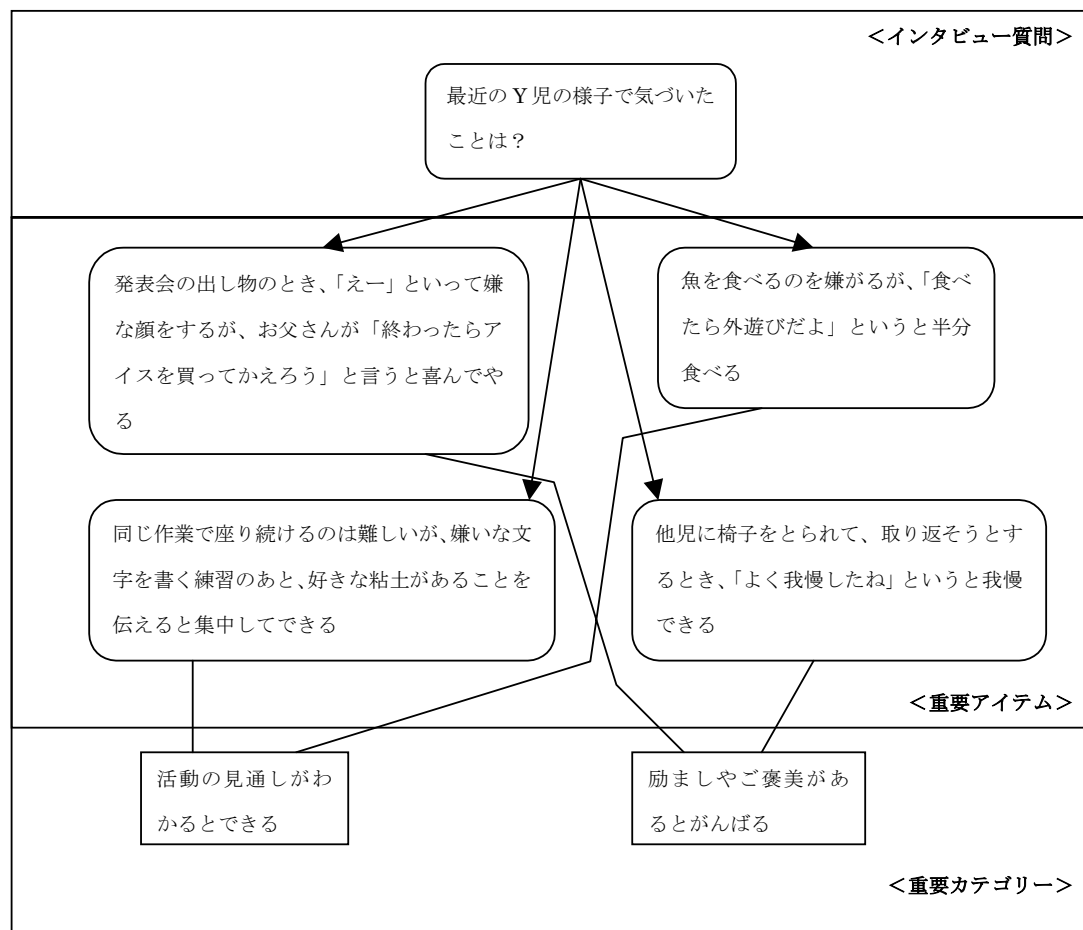 ＜インタビュー質問＞
最近のＹ児の様子で気づいた
ことは？
発表会の出し物のとき、「えー」といって嫌
な顔をするが、お父さんが「終わったらア
イスを買ってかえろう」と言うと喜んでや
る
魚を食べるのを嫌がるが、「食べ
たら外遊びだよ」というと半分
食べる
同じ作業で座り続けるのは難しいが、嫌いな文
字を書く練習のあと、好きな粘土があることを
伝えると集中してできる
他児に椅子をとられて、取り返そうとす
るとき、「よく我慢したね」というと我慢
できる
＜重要アイテム＞
活動の見通しがわ
かるとできる
励ましやご褒美があ
るとがんばる
＜重要カテゴリー＞